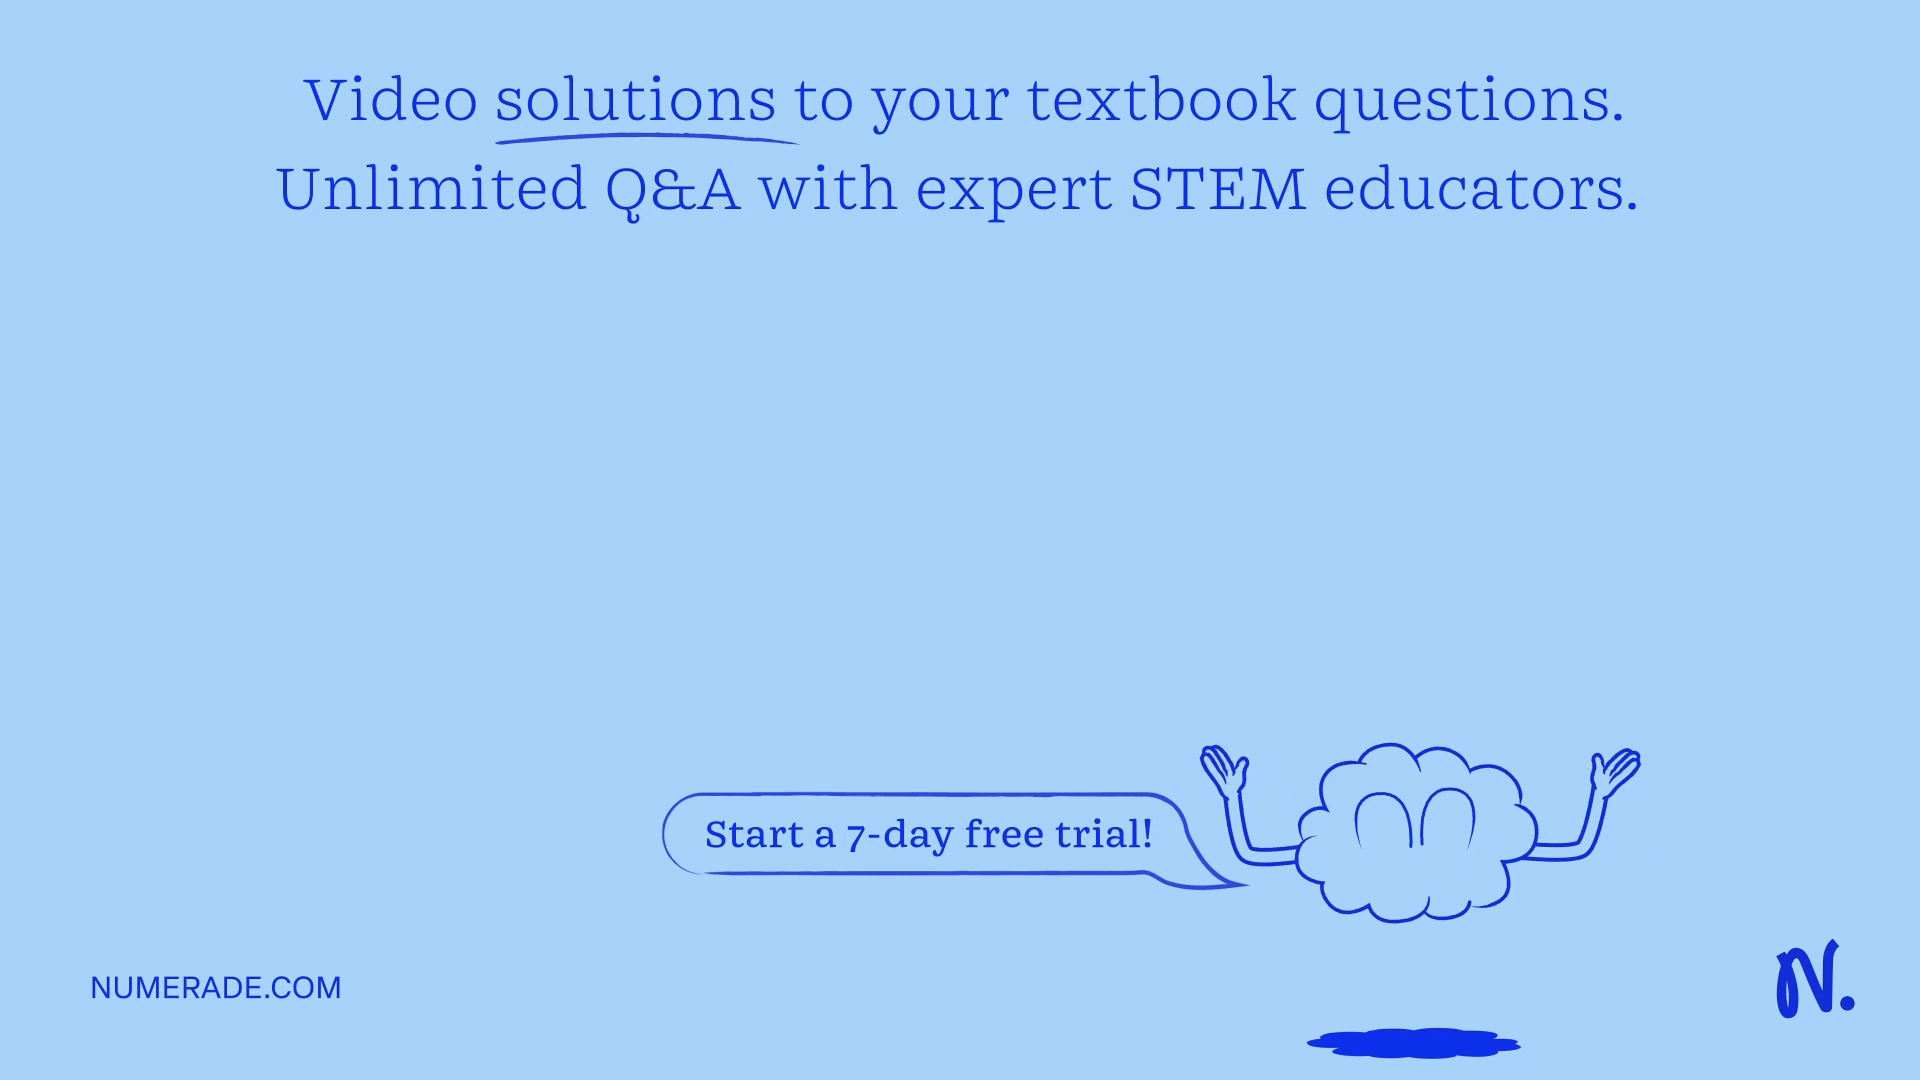 Video solutions to your textbook questions.
Unlimited Q&A with expert STEM educators.
Start a 7-day free trial!
NUMERADE.COM
N.